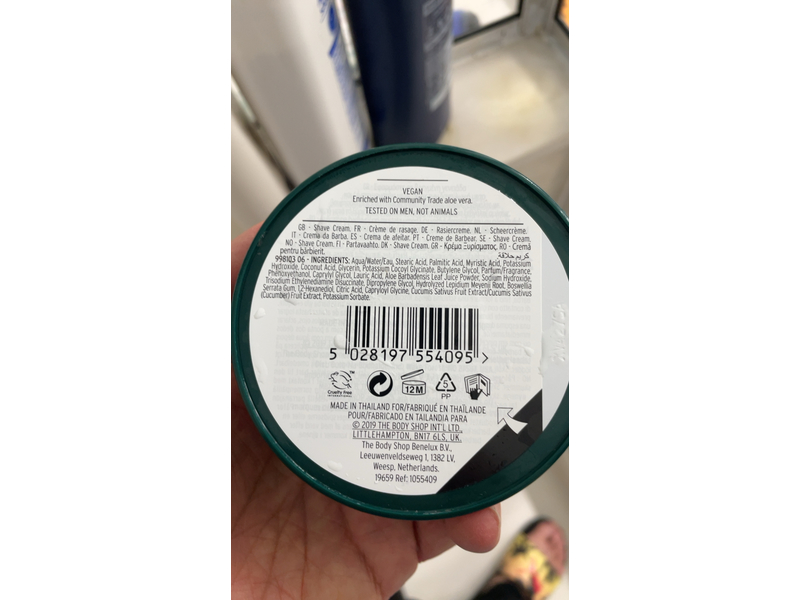 VEGAN
Enriched with Community Trade aloe vera.
TESTED ON MEN, NOT ANIMALS
GB - Shave Cream. FR - Crème de rasage. DE - Rasiercreme. NL - Scheercrème.
IT - Crema da Barba. ES - Crema de afeitar. PT - Creme de Barbear. SE - Shave Cream.
NO - Shave Cream. FI - Partavaahto. DK - Shave Cream. GR - Κρέμα Ξυρίσματος. RO - Cremă
pentru bărbierit. كريم حلاقة
998103 06 - INGREDIENTS: Aqua/Water/Eau, Stearic Acid, Palmitic Acid, Myristic Acid, Potassium
Hydroxide, Coconut Acid, Glycerin, Potassium Cocoyl Glycinate, Butylene Glycol, Parfum/Fragrance,
Phenoxyethanol, Caprylyl Glycol, Lauric Acid, Aloe Barbadensis Leaf Juice Powder, Sodium Hydroxide,
Trisodium Ethylenediamine Disuccinate, Dipropylene Glycol, Hydrolyzed Lepidium Meyenii Root, Boswellia
Serrata Gum, 1,2-Hexanediol, Citric Acid, Capryloyl Glycine, Cucumis Sativus Fruit Extract/Cucumis Sativus
(Cucumber) Fruit Extract, Potassium Sorbate.
5 028197 554095 >
Cruelty Free
INTERNATIONAL
12M
5
PP
MADE IN THAILAND FOR/FABRIQUÉ EN THAÏLANDE
POUR/FABRICADO EN TAILANDIA PARA
© 2019 THE BODY SHOP INT'L LTD.,
LITTLEHAMPTON, BN17 6LS, UK.
The Body Shop Benelux B.V.,
Leeuwenveldseweg 1, 1382 LV,
Weesp, Netherlands.
19659 Ref: 1055409